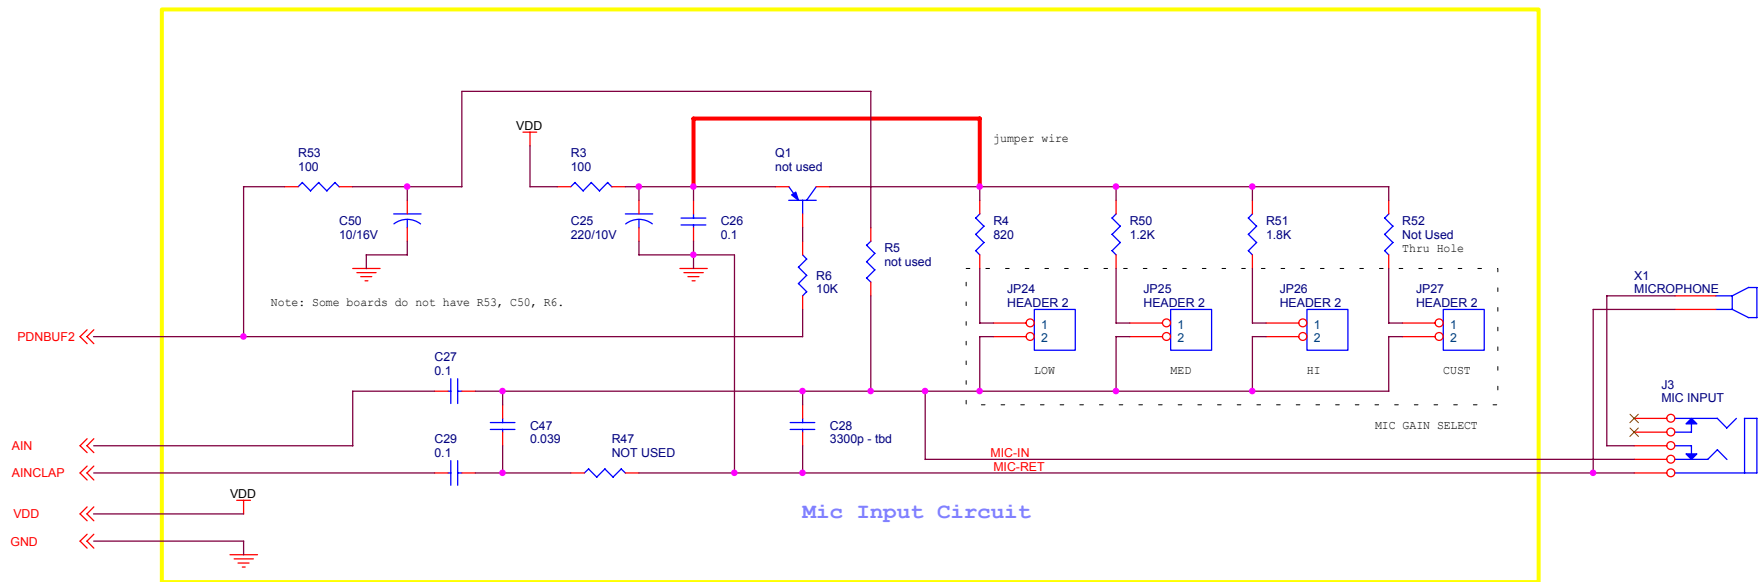 VDD
jumper wire
R53
100
R3
100
Q1
not used
C50
10/16V
C25
220/10V
C26
0.1
R4
820
R50
1.2K
R51
1.8K
R52
Not Used
Thru Hole
R5
not used
R6
10K
Note: Some boards do not have R53, C50, R6.
JP24
HEADER 2
1
2
LOW
JP25
HEADER 2
1
2
MED
JP26
HEADER 2
1
2
HI
JP27
HEADER 2
1
2
CUST
X1
MICROPHONE
PDNBUF2
C27
0.1
J3
MIC INPUT
C47
0.039
C28
3300p - tbd
MIC GAIN SELECT
AIN
C29
0.1
R47
NOT USED
MIC-IN
MIC-RET
AINCLAP
VDD
VDD
GND
Mic Input Circuit